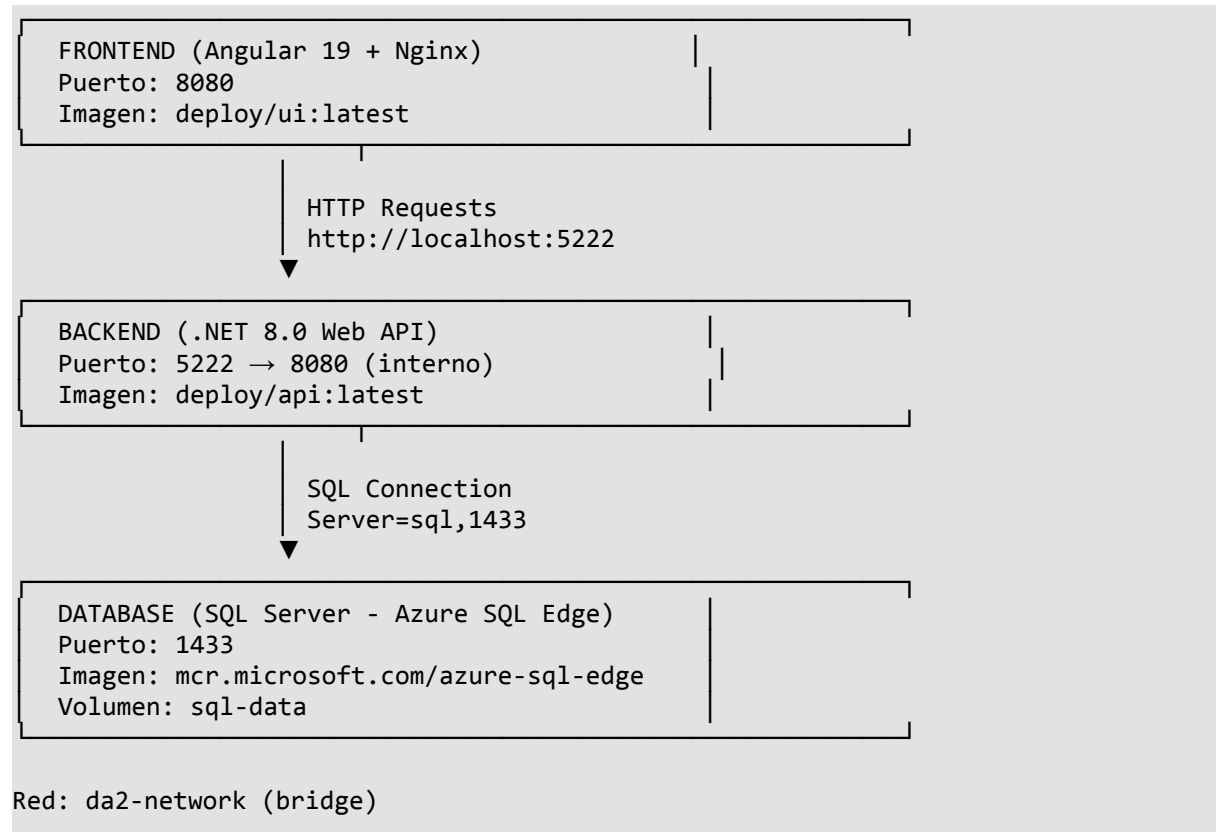 FRONTEND (Angular 19 + Nginx)
Puerto: 8080
Imagen: deploy/ui:latest
HTTP Requests
http://localhost:5222
BACKEND (.NET 8.0 Web API)
Puerto: 5222 → 8080 (interno)
Imagen: deploy/api:latest
SQL Connection
Server=sql,1433
DATABASE (SQL Server - Azure SQL Edge)
Puerto: 1433
Imagen: mcr.microsoft.com/azure-sql-edge
Volumen: sql-data
Red: da2-network (bridge)